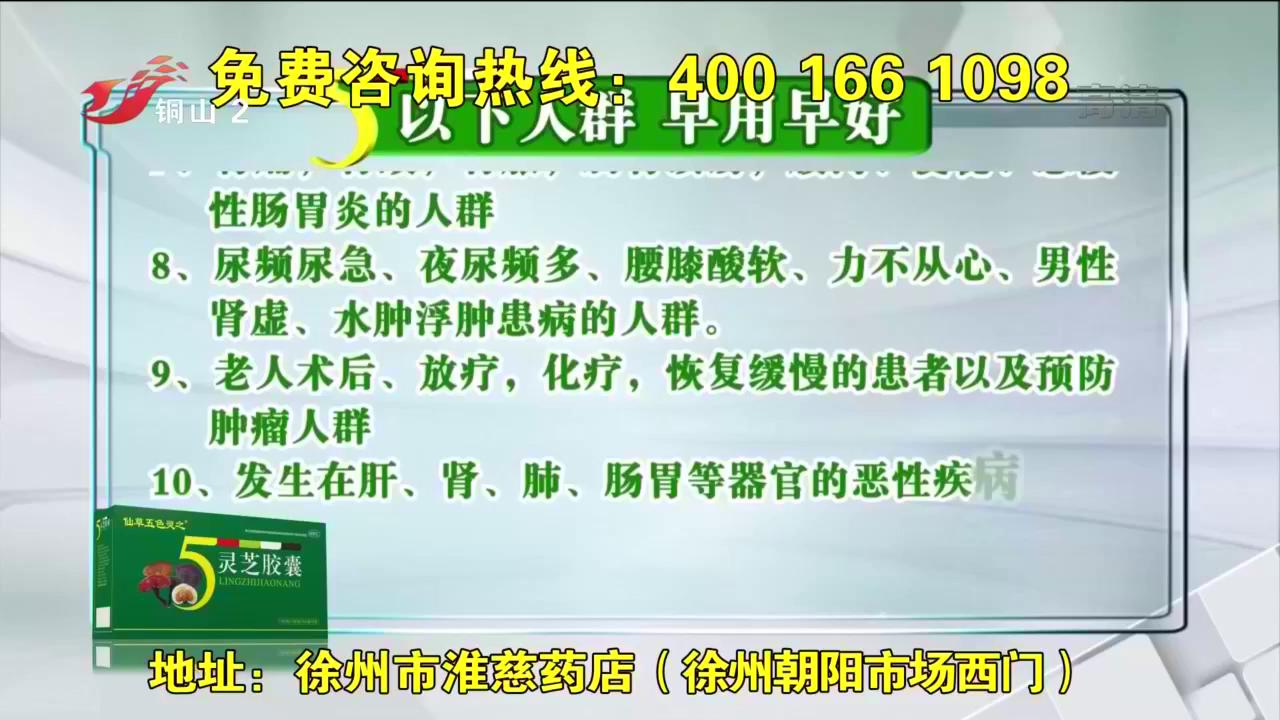 免费咨询热线：400 166 1098
铜山 2
高清
以下人群 早用早好
性肠胃炎的人群
8、尿频尿急、夜尿频多、腰膝酸软、力不从心、男性
肾虚、水肿浮肿患病的人群。
9、老人术后、放疗，化疗，恢复缓慢的患者以及预防
肿瘤人群
10、发生在肝、肾、肺、肠胃等器官的恶性疾病
仙草五色灵之
5
灵芝胶囊
LINGZHIJIAONANG
地址：徐州市淮慈药店（徐州朝阳市场西门）